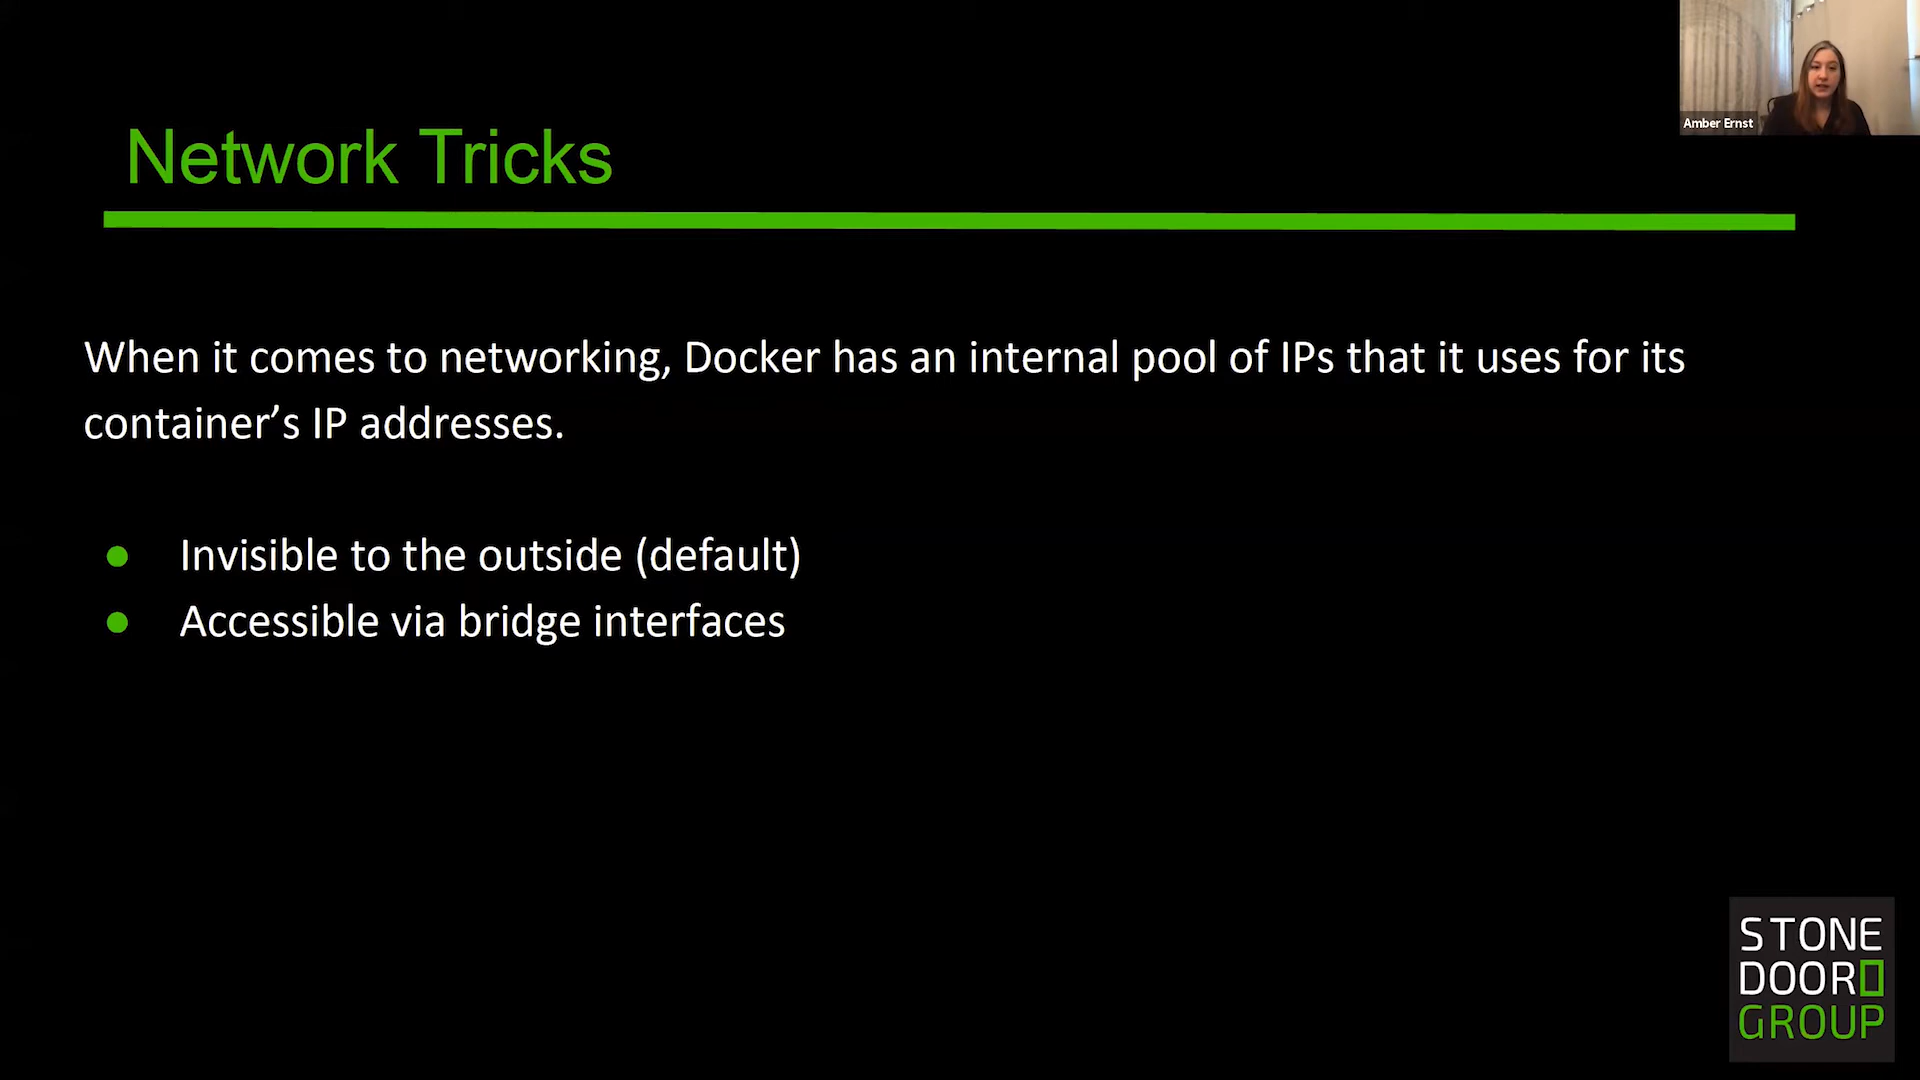 Amber Ernst
Network Tricks
When it comes to networking, Docker has an internal pool of IPs that it uses for its
container’s IP addresses.
● Invisible to the outside (default)
● Accessible via bridge interfaces
STONE
DOOR
GROUP